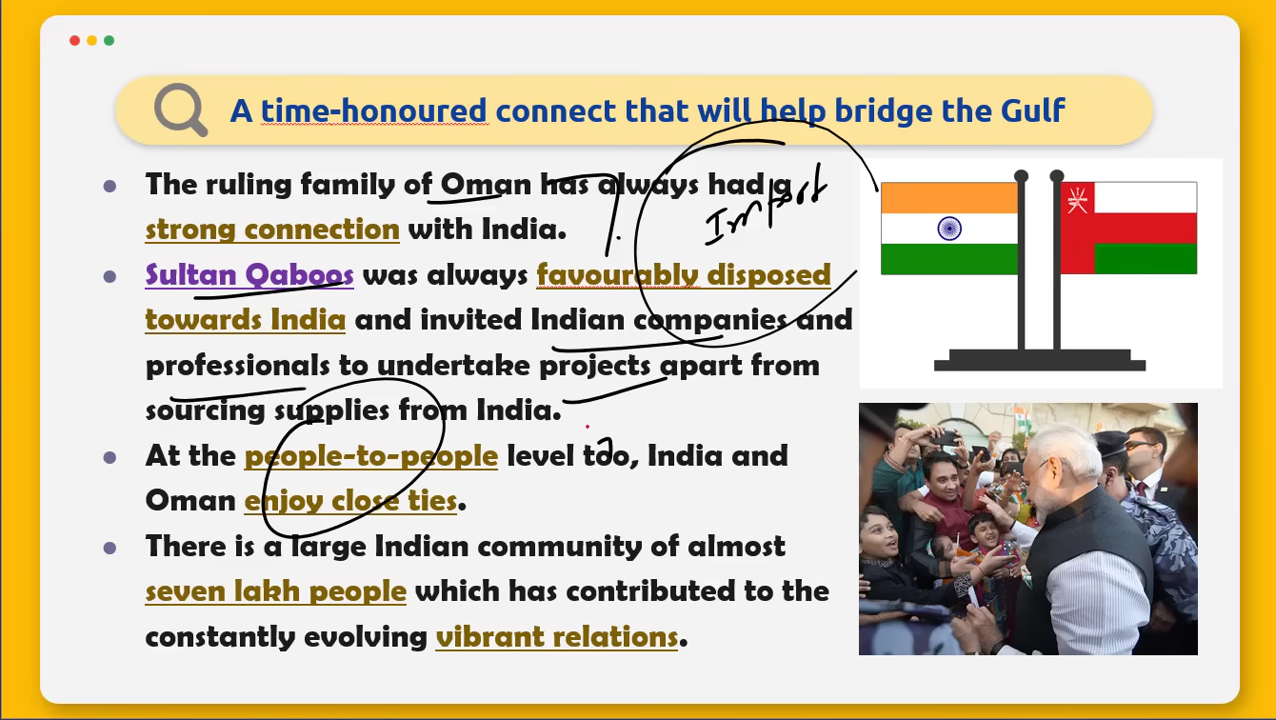 A time-honoured connect that will help bridge the Gulf
The ruling family of Oman has always had a
strong connection with India.
Import
Sultan Qaboos was always favourably disposed
towards India and invited Indian companies and
professionals to undertake projects apart from
sourcing supplies from India.
At the people-to-people level too, India and
Oman enjoy close ties.
There is a large Indian community of almost
seven lakh people which has contributed to the
constantly evolving vibrant relations.